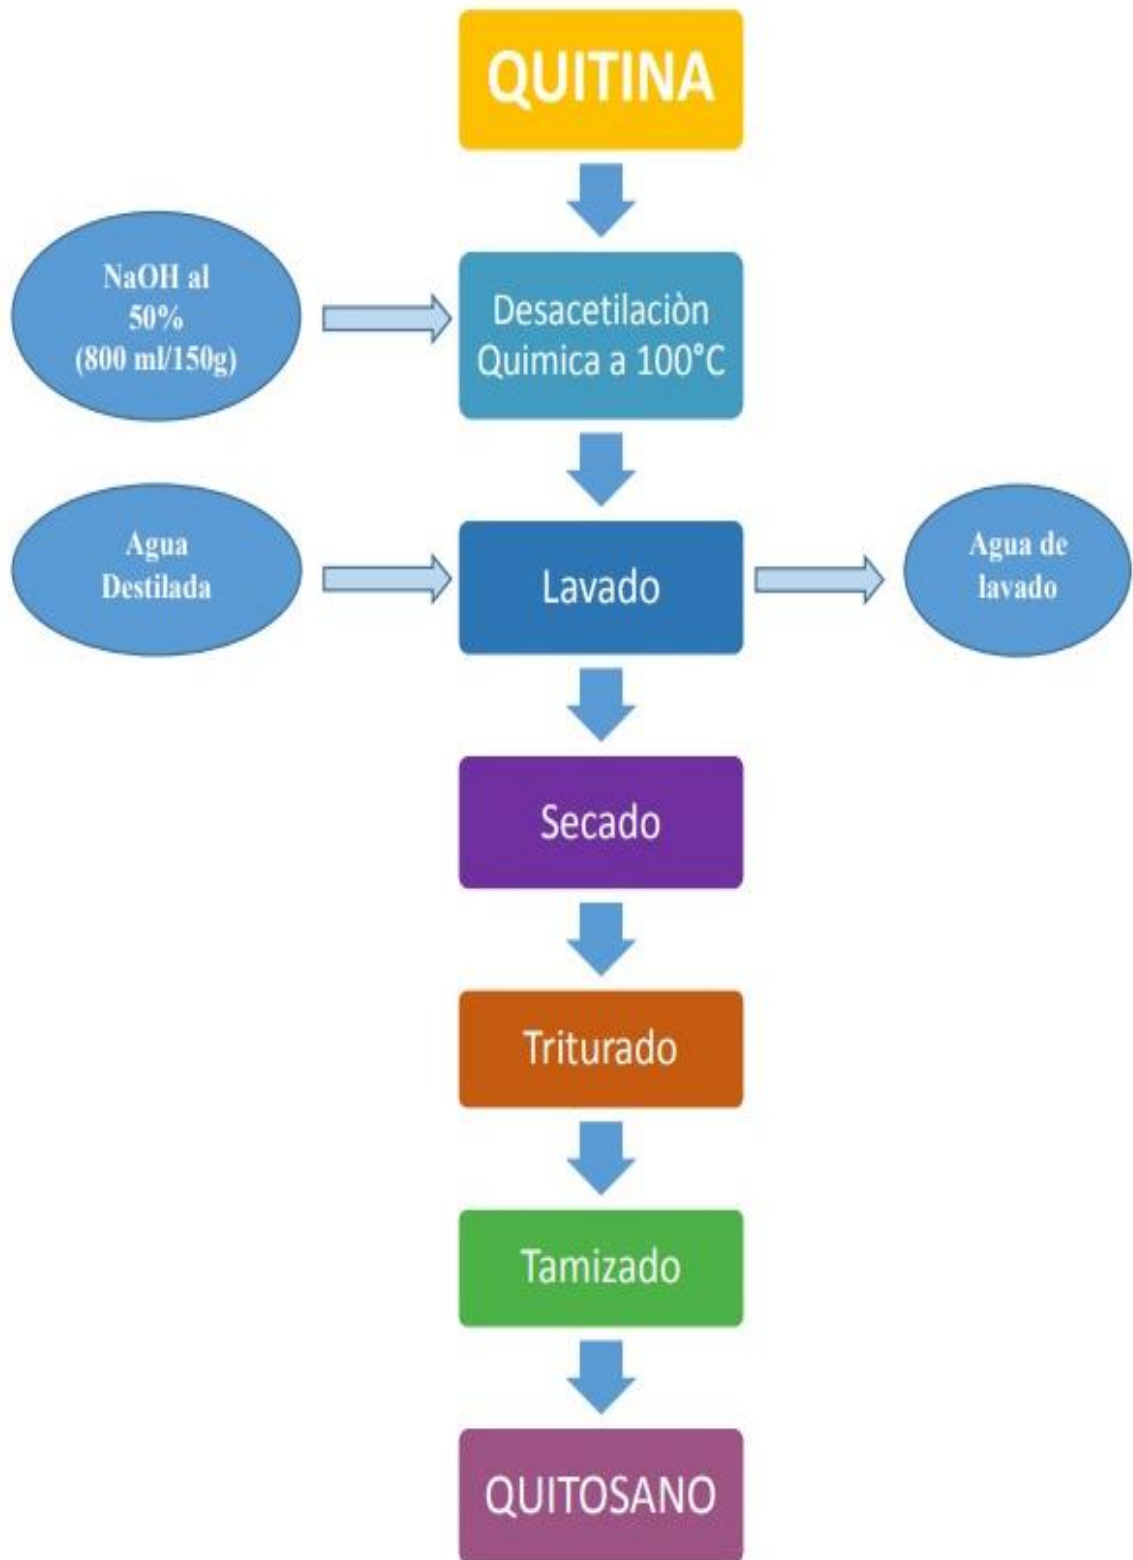 QUITINA
NaOH al
50%
(800 ml/150g)
Desacetilaciòn
Quimica a 100°C
Agua
Destilada
Lavado
Agua de
lavado
Secado
Triturado
Tamizado
QUITOSANO